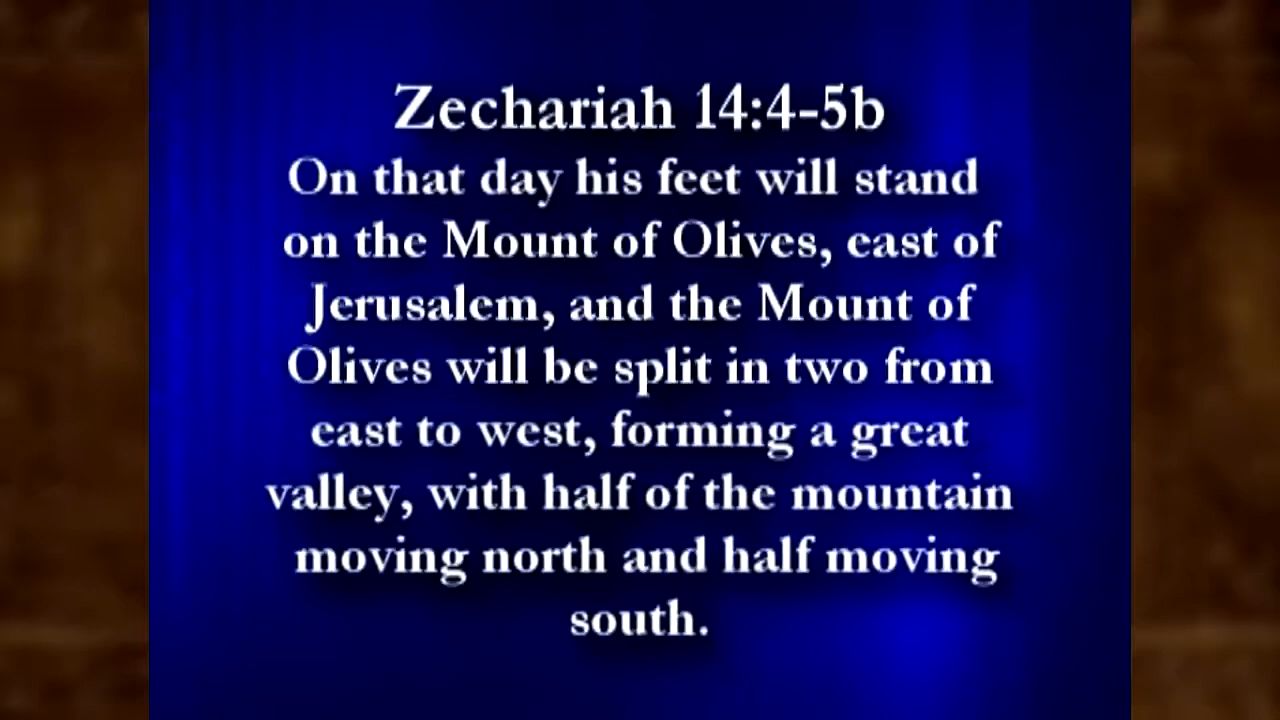 Zechariah 14:4-5b
On that day his feet will stand
on the Mount of Olives, east of
Jerusalem, and the Mount of
Olives will be split in two from
east to west, forming a great
valley, with half of the mountain
moving north and half moving
south.